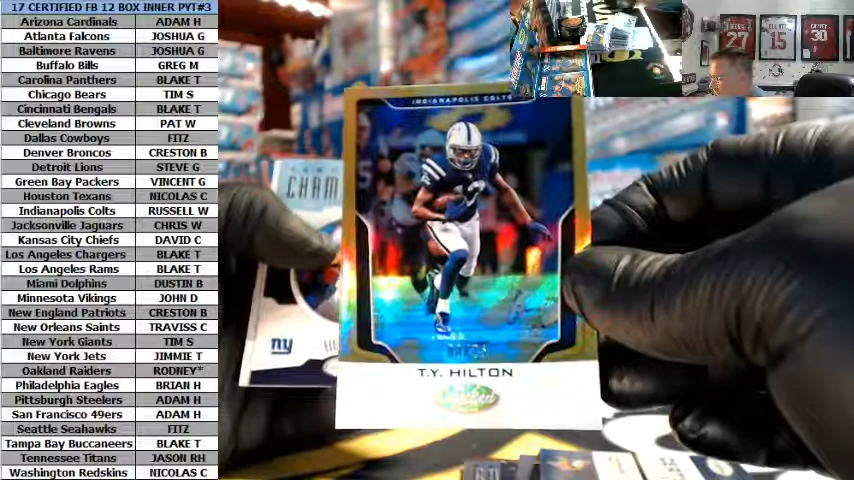 17 CERTIFIED FB 12 BOX INNER PYT#3
Arizona Cardinals ADAM H
Atlanta Falcons JOSHUA G
Baltimore Ravens JOSHUA G
Buffalo Bills GREG M
Carolina Panthers BLAKE T
Chicago Bears TIM S
Cincinnati Bengals BLAKE T
Cleveland Browns PAT W
Dallas Cowboys FITZ
Denver Broncos CRESTON B
Detroit Lions STEVE G
Green Bay Packers VINCENT G
Houston Texans NICOLAS C
Indianapolis Colts RUSSELL W
Jacksonville Jaguars CHRIS W
Kansas City Chiefs DAVID C
Los Angeles Chargers BLAKE T
Los Angeles Rams BLAKE T
Miami Dolphins DUSTIN B
Minnesota Vikings JOHN D
New England Patriots CRESTON B
New Orleans Saints TRAVISS C
New York Giants TIM S
New York Jets JIMMIE T
Oakland Raiders RODNEY*
Philadelphia Eagles BRIAN H
Pittsburgh Steelers ADAM H
San Francisco 49ers ADAM H
Seattle Seahawks FITZ
Tampa Bay Buccaneers BLAKE T
Tennessee Titans JASON RH
Washington Redskins NICOLAS C
INDIANAPOLIS COLTS
T.Y. HILTON
CHAM
ny
27
15
30